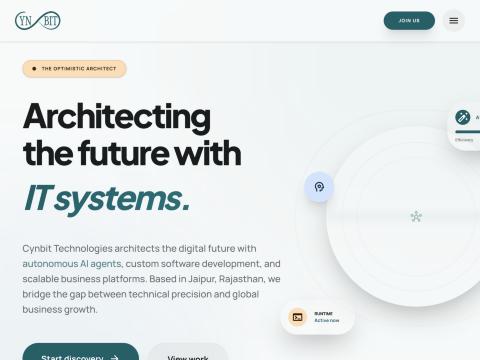 YN BIT
JOIN US
THE OPTIMISTIC ARCHITECT
Architecting
the future with
IT systems.
Cynbit Technologies architects the digital future with
autonomous AI agents, custom software development, and
scalable business platforms. Based in Jaipur, Rajasthan, we
bridge the gap between technical precision and global
business growth.
Start discovery
View work
A
Efficiency
RUNTIME
Active now